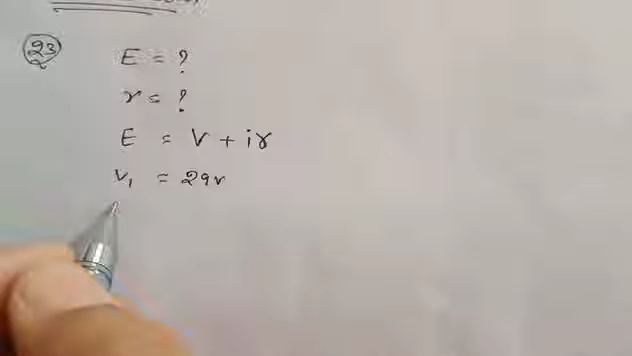 23
E = ?
r = ?
E = V + ir
V₁ = 29v